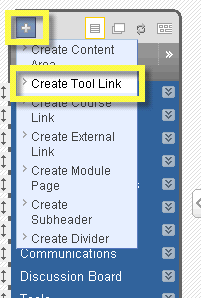 Create Content
Area
Create Tool Link
Create Course
Link
Create External
Link
Create Module
Page
Create
Subheader
Create Divider
Communications
Discussion Board
Tools